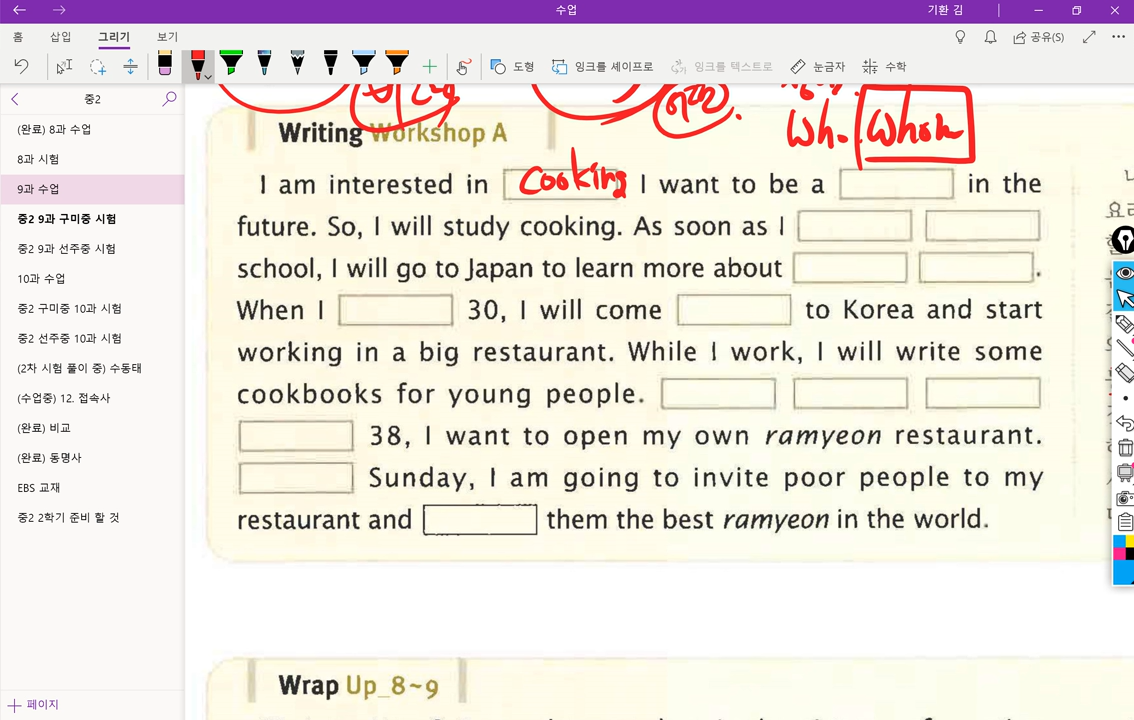 수업
기환 김
홈 삽입 그리기 보기
공유(S)
도형 잉크를 셰이프로 잉크를 텍스트로 눈금자 수학
중2
(완료) 8과 수업
8과 시험
9과 수업
중2 9과 구미중 시험
중2 9과 선주중 시험
10과 수업
중2 구미중 10과 시험
중2 선주중 10과 시험
(2차 시험 풀이 중) 수동태
(수업중) 12. 접속사
(완료) 비교
(완료) 동명사
EBS 교재
중2 2학기 준비 할 것
페이지
Wh. Whom
Writing Workshop A
I am interested in cooking I want to be a in the
future. So, I will study cooking. As soon as I
school, I will go to Japan to learn more about .
When I 30, I will come to Korea and start
working in a big restaurant. While I work, I will write some
cookbooks for young people.
38, I want to open my own ramyeon restaurant.
Sunday, I am going to invite poor people to my
restaurant and them the best ramyeon in the world.
Wrap Up_8~9